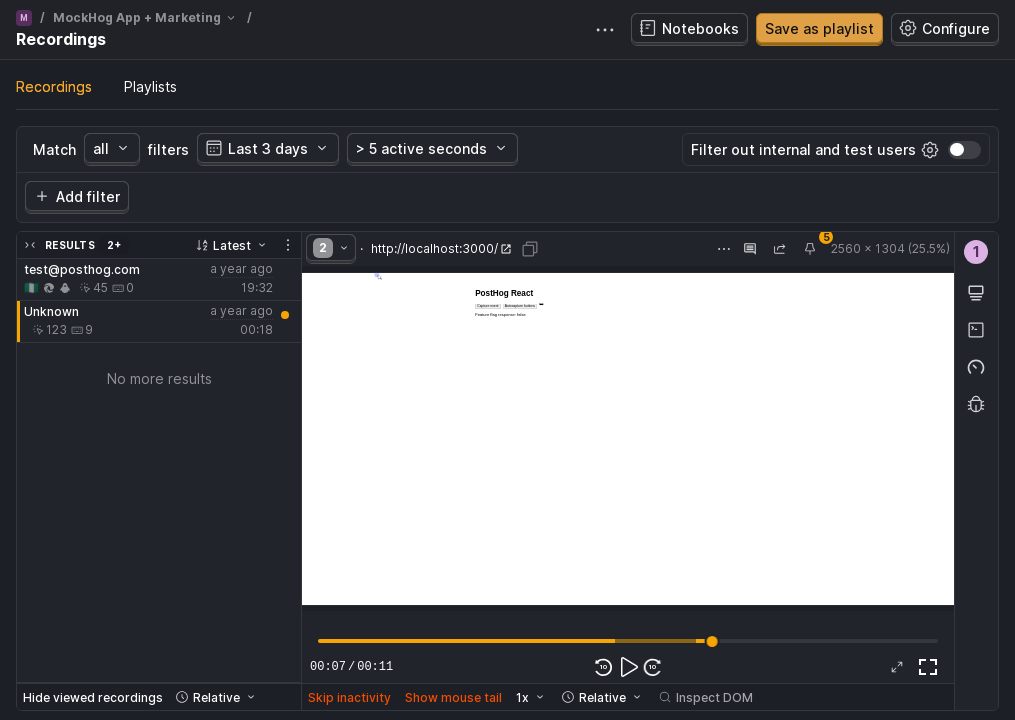 M / MockHog App + Marketing /
Recordings
Notebooks
Save as playlist
Configure
Recordings
Playlists
Match all filters Last 3 days > 5 active seconds
Filter out internal and test users
Add filter
RESULTS 2+ Latest
test@posthog.com a year ago
45 0 19:32
Unknown a year ago
123 9 00:18
No more results
Hide viewed recordings Relative
2 · http://localhost:3000/
5
2560 × 1304 (25.5%)
PostHog React
Capture event Autocapture buttons
Feature flag response: false
00:07 / 00:11
10 10
Skip inactivity Show mouse tail 1x Relative Inspect DOM
1